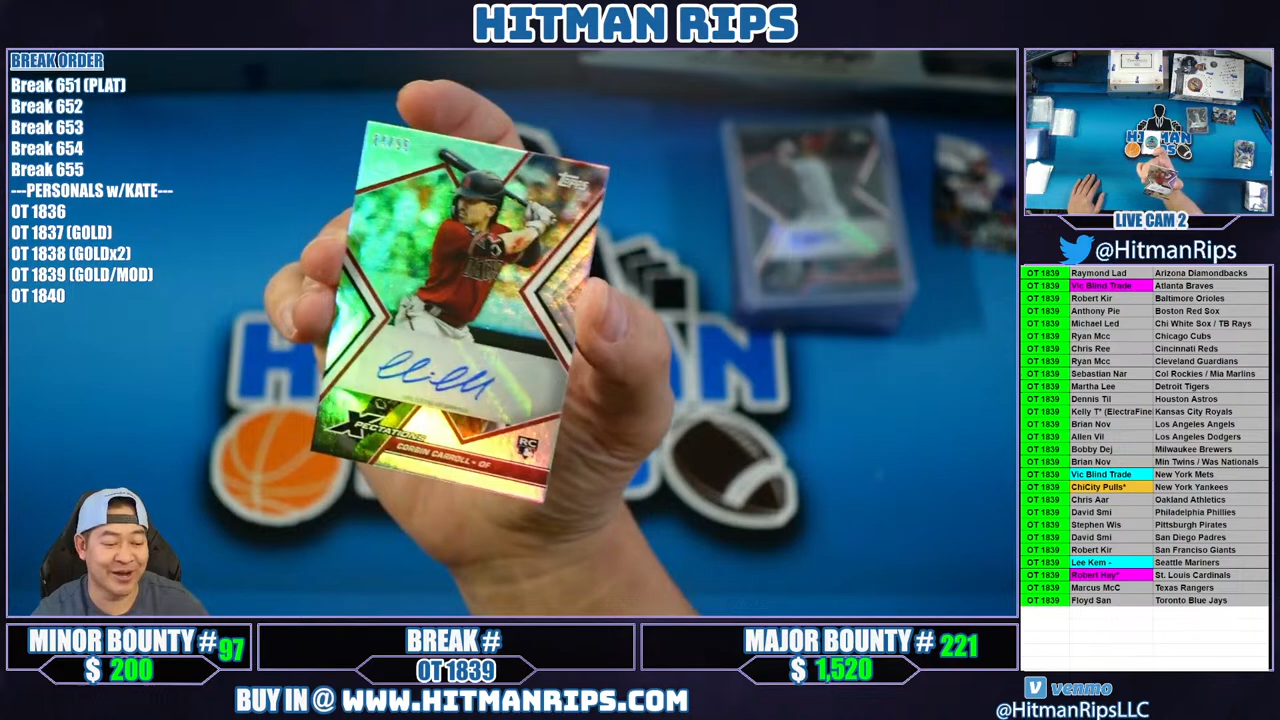 HITMAN RIPS
BREAK ORDER
Break 651 (PLAT)
Break 652
Break 653
Break 654
Break 655
---PERSONALS w/KATE---
OT 1836
OT 1837 (GOLD)
OT 1838 (GOLDx2)
OT 1839 (GOLD/MOD)
OT 1840
TOPPS
XPECTATIONS
CORBIN CARROLL • OF
RC
LIVE CAM 2
@HitmanRips
OT 1839 Raymond Lad Arizona Diamondbacks
OT 1839 Vic Blind Trade Atlanta Braves
OT 1839 Robert Kir Baltimore Orioles
OT 1839 Anthony Pie Boston Red Sox
OT 1839 Michael Led Chi White Sox / TB Rays
OT 1839 Ryan Mcc Chicago Cubs
OT 1839 Chris Ree Cincinnati Reds
OT 1839 Ryan Mcc Cleveland Guardians
OT 1839 Sebastian Nar Col Rockies / Mia Marlins
OT 1839 Martha Lee Detroit Tigers
OT 1839 Dennis Til Houston Astros
OT 1839 Kelly T* (ElectraFine Kansas City Royals
OT 1839 Brian Nov Los Angeles Angels
OT 1839 Allen Vil Los Angeles Dodgers
OT 1839 Bobby Dej Milwaukee Brewers
OT 1839 Brian Nov Min Twins / Was Nationals
OT 1839 Vic Blind Trade New York Mets
OT 1839 ChiCity Pulls* New York Yankees
OT 1839 Chris Aar Oakland Athletics
OT 1839 David Smi Philadelphia Phillies
OT 1839 Stephen Wis Pittsburgh Pirates
OT 1839 David Smi San Diego Padres
OT 1839 Robert Kir San Franciso Giants
OT 1839 Lee Kem - Seattle Mariners
OT 1839 Robert Hay* St. Louis Cardinals
OT 1839 Marcus McC Texas Rangers
OT 1839 Floyd San Toronto Blue Jays
MINOR BOUNTY # 97
$ 200
BREAK #
OT 1839
MAJOR BOUNTY # 221
$ 1,520
BUY IN @ WWW.HITMANRIPS.COM
V venmo
@HitmanRipsLLC